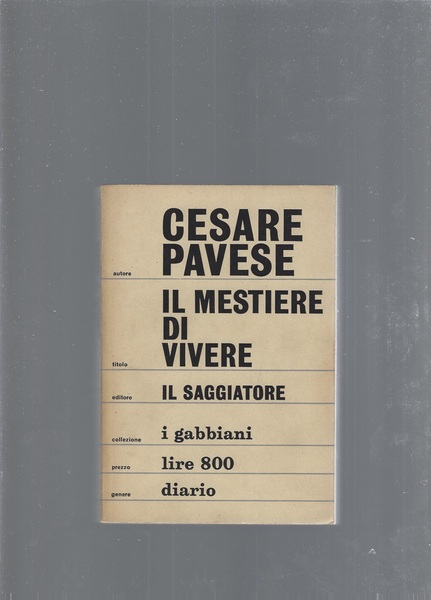 autore CESARE
PAVESE
IL MESTIERE
DI
titolo VIVERE
editore IL SAGGIATORE
collezione i gabbiani
prezzo lire 800
genere diario